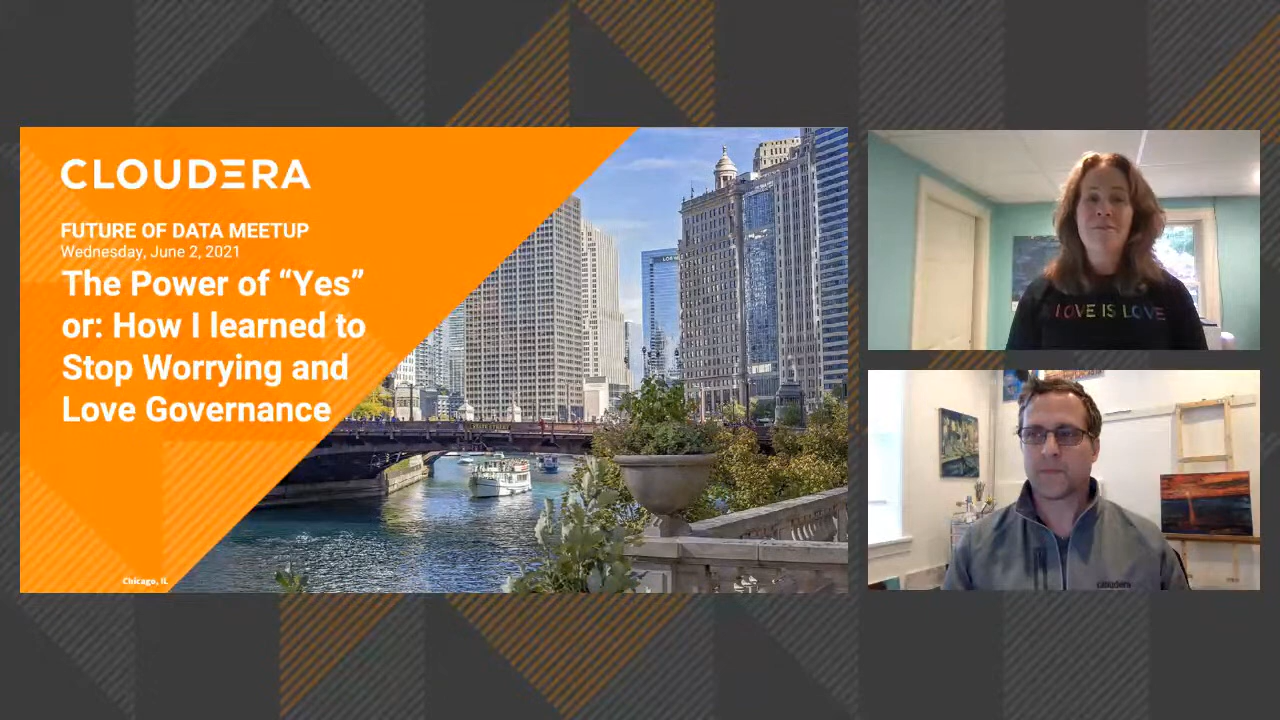 CLOUDERA
FUTURE OF DATA MEETUP
Wednesday, June 2, 2021
The Power of “Yes”
or: How I learned to
Stop Worrying and
Love Governance
Chicago, IL
LOVE IS LOVE
cloudera